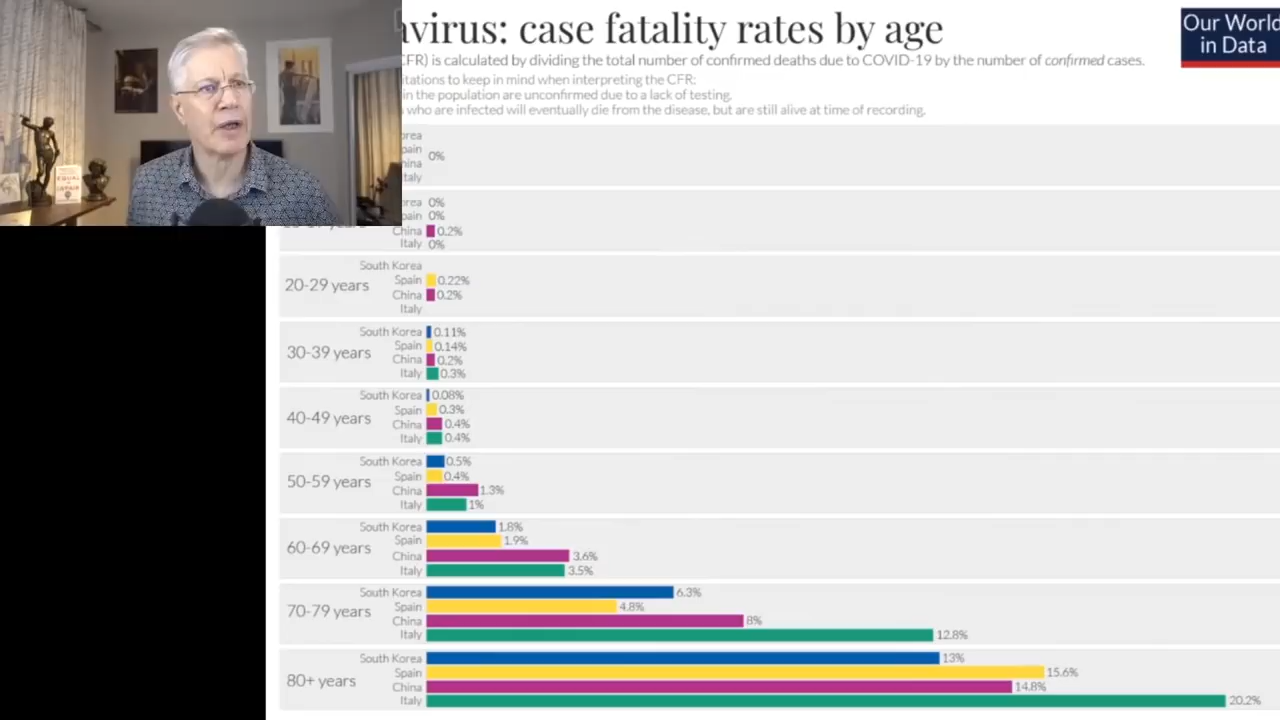 avirus: case fatality rates by age
Our World
in Data
CFR) is calculated by dividing the total number of confirmed deaths due to COVID-19 by the number of confirmed cases.
tations to keep in mind when interpreting the CFR:
in the population are unconfirmed due to a lack of testing.
who are infected will eventually die from the disease, but are still alive at time of recording.
orea
pain
hina
taly
0%
orea 0%
pain 0%
China 0.2%
Italy 0%
20-29 years
South Korea
Spain 0.22%
China 0.2%
Italy
30-39 years
South Korea 0.11%
Spain 0.14%
China 0.2%
Italy 0.3%
40-49 years
South Korea 0.08%
Spain 0.3%
China 0.4%
Italy 0.4%
50-59 years
South Korea 0.5%
Spain 0.4%
China 1.3%
Italy 1%
60-69 years
South Korea 1.8%
Spain 1.9%
China 3.6%
Italy 3.5%
70-79 years
South Korea 6.3%
Spain 4.8%
China 8%
Italy 12.8%
80+ years
South Korea 13%
Spain 15.6%
China 14.8%
Italy 20.2%